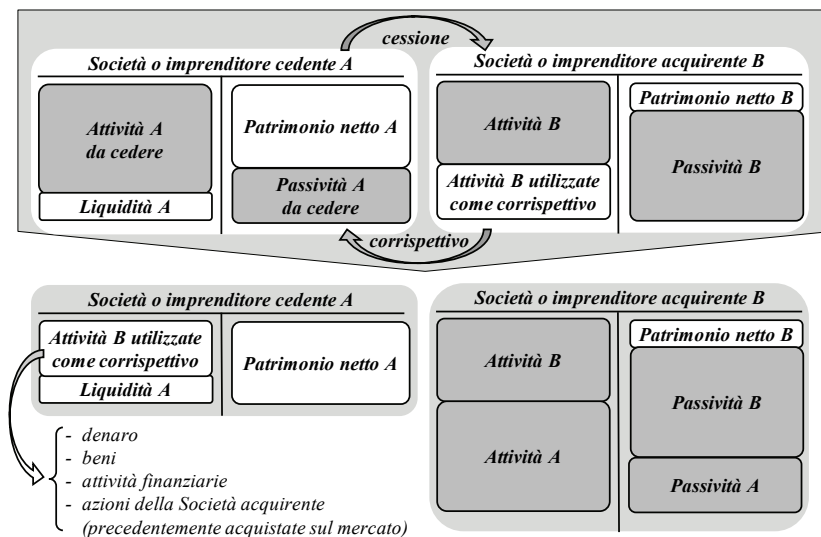 cessione
Società o imprenditore cedente A
Attività A
da cedere
Liquidità A
Patrimonio netto A
Passività A
da cedere
Società o imprenditore acquirente B
Attività B
Attività B utilizzate
come corrispettivo
Patrimonio netto B
Passività B
corrispettivo
Società o imprenditore cedente A
Attività B utilizzate
come corrispettivo
Liquidità A
Patrimonio netto A
- denaro
- beni
- attività finanziarie
- azioni della Società acquirente
(precedentemente acquistate sul mercato)
Società o imprenditore acquirente B
Attività B
Attività A
Patrimonio netto B
Passività B
Passività A